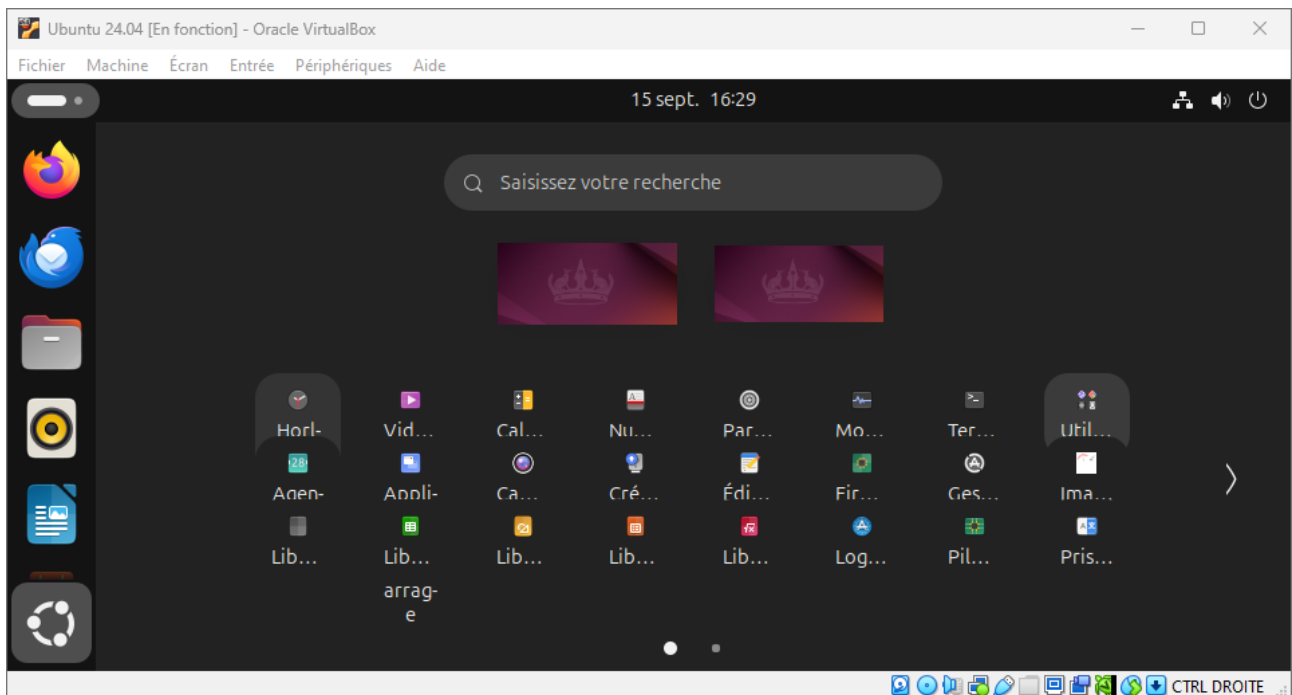 Ubuntu 24.04 [En fonction] - Oracle VirtualBox
Fichier Machine Écran Entrée Périphériques Aide
15 sept. 16:29
Saisissez votre recherche
Horl- Vid... Cal... Nu... Par... Mo... Ter... Util...
28
Agen- Appli- Ca... Cré... Édi... Fir... Ges... Ima...
Lib... Lib... Lib... Lib... Lib... Log... Pil... Pris...
arrag-
e
CTRL DROITE